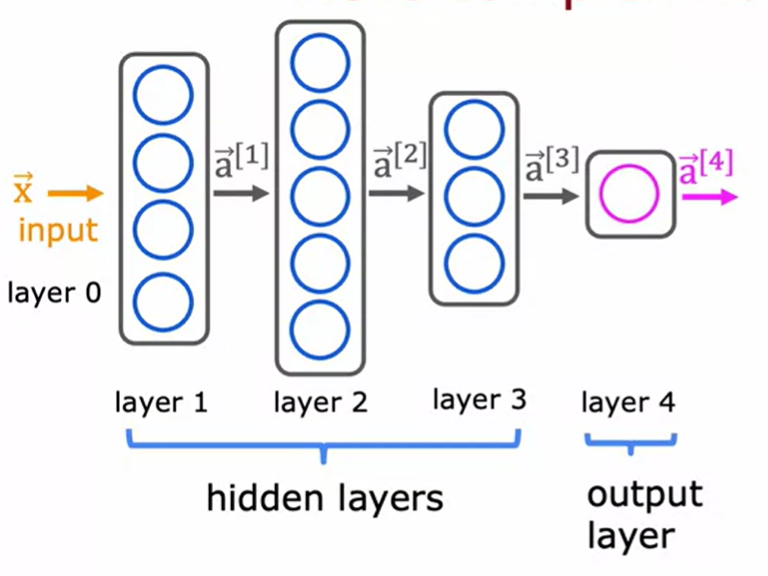 a⃗[1]
a⃗[2]
a⃗[3]
a⃗[4]
x⃗
input
layer 0
layer 1
layer 2
layer 3
layer 4
hidden layers
output
layer